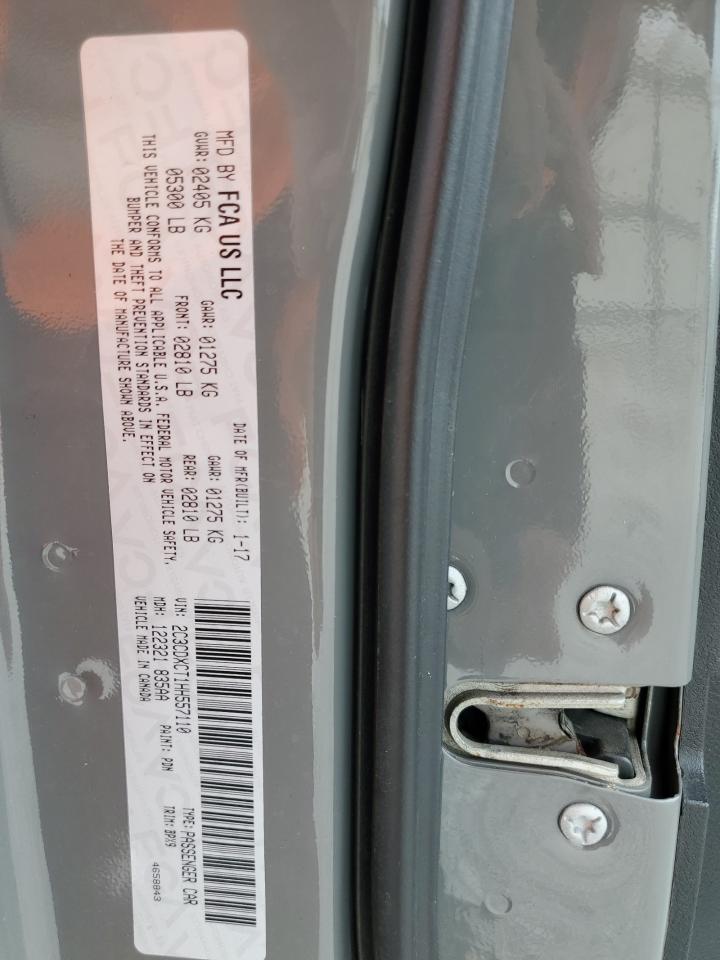 MFD BY FCA US LLC
DATE OF MFR(BUILT): 1-17
GVWR: 02405 KG GAWR: 01275 KG GAWR: 01275 KG
05300 LB FRONT: 02810 LB REAR: 02810 LB
THIS VEHICLE CONFORMS TO ALL APPLICABLE U.S.A. FEDERAL MOTOR VEHICLE SAFETY,
BUMPER AND THEFT PREVENTION STANDARDS IN EFFECT ON
THE DATE OF MANUFACTURE SHOWN ABOVE.
VIN: 2C3CDXCT1HH557110 TYPE: PASSENGER CAR
MDH: 122321 835AA PAINT: PDN TRIM: BPX9
VEHICLE MADE IN CANADA 4658843